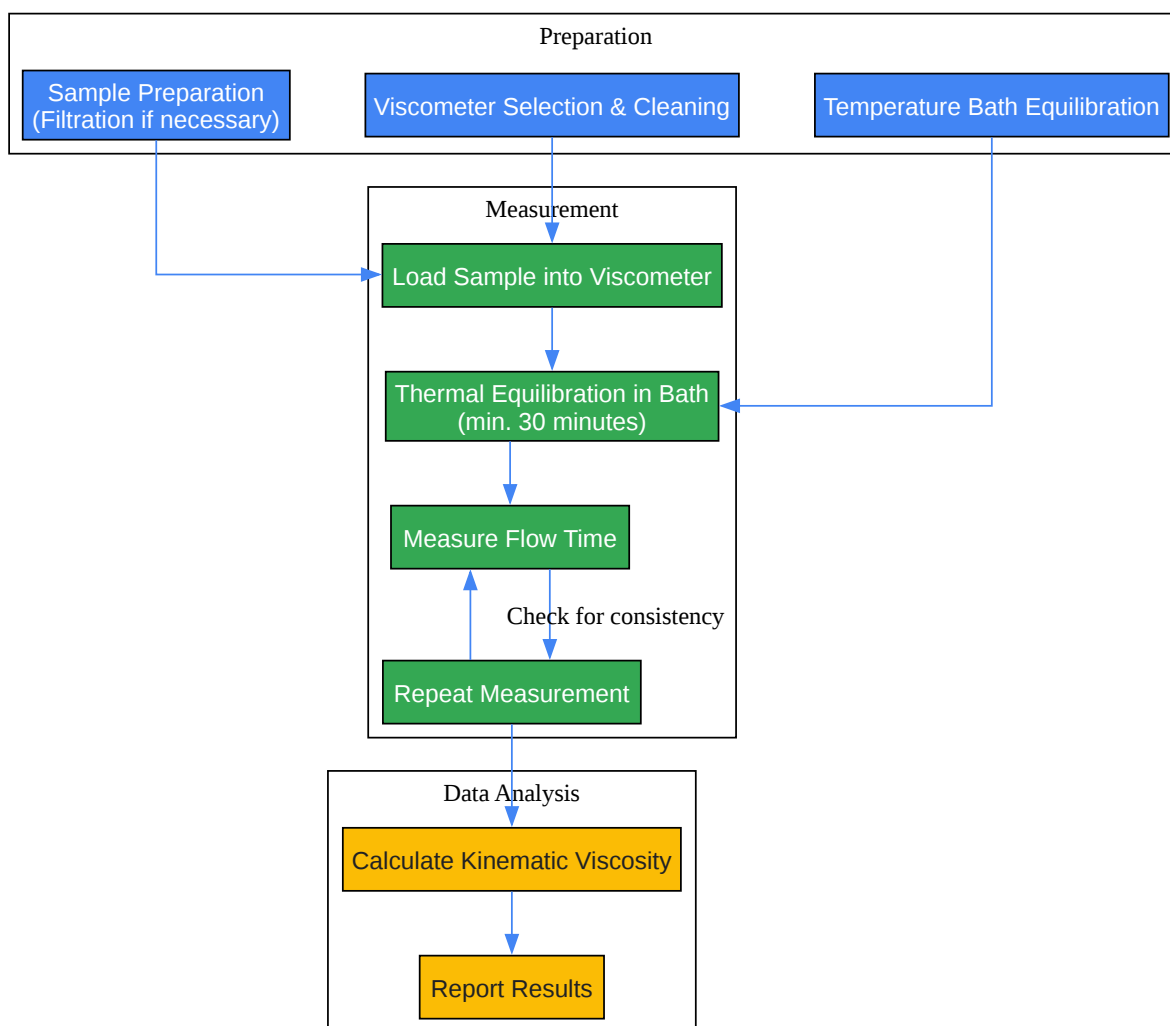 Preparation
Sample Preparation
(Filtration if necessary)
Viscometer Selection & Cleaning
Temperature Bath Equilibration
Measurement
Load Sample into Viscometer
Thermal Equilibration in Bath
(min. 30 minutes)
Measure Flow Time
Check for consistency
Repeat Measurement
Data Analysis
Calculate Kinematic Viscosity
Report Results